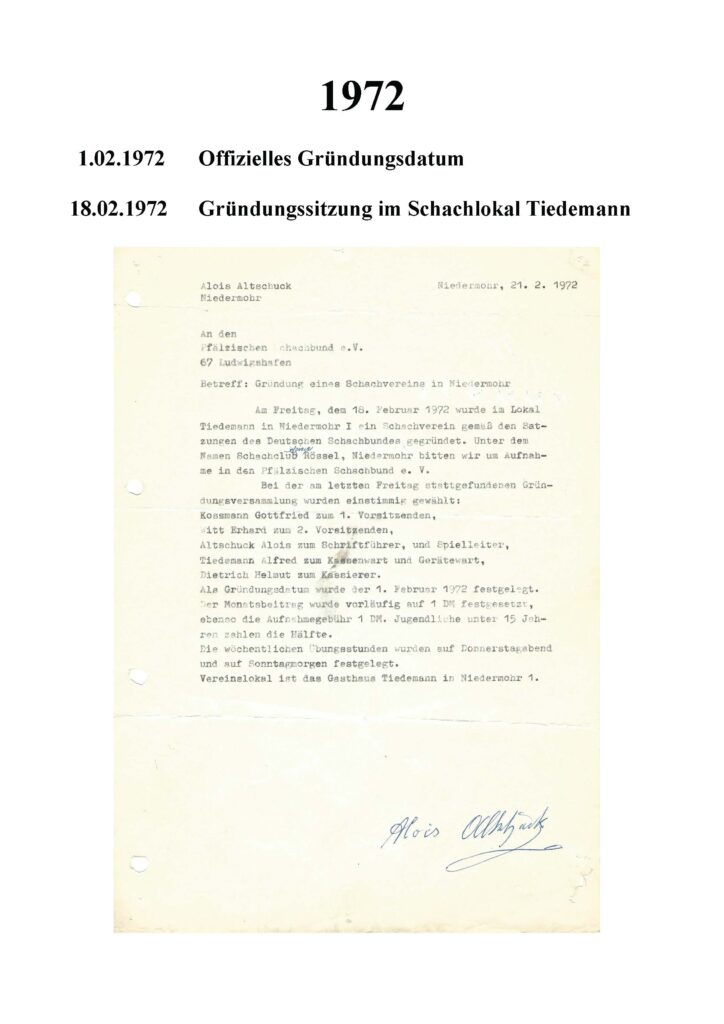 1972
1.02.1972 Offizielles Gründungsdatum
18.02.1972 Gründungssitzung im Schachlokal Tiedemann
Alois Altschuck Niedermohr, 21. 2. 1972
Niedermohr
An den
Pfälzischen Schachbund e.V.
67 Ludwigshafen
Betreff: Gründung eines Schachvereins in Niedermohr
Am Freitag, dem 18. Februar 1972 wurde im Lokal
Tiedemann in Niedermohr I ein Schachverein gemäß den Sat-
zungen des Deutschen Schachbundes gegründet. Unter dem
Namen Schachclub Rössel, Niedermohr bitten wir um Aufnah-
me in den Pfälzischen Schachbund e. V.
Bei der am letzten Freitag stattgefundenen Grün-
dungsversammlung wurden einstimmig gewählt:
Kossmann Gottfried zum 1. Vorsitzenden,
Witt Erhard zum 2. Vorsitzenden,
Altschuck Alois zum Schriftführer, und Spielleiter,
Tiedemann Alfred zum Kassenwart und Gerätewart,
Dietrich Helmut zum Kassierer.
Als Gründungsdatum wurde der 1. Februar 1972 festgelegt.
Der Monatsbeitrag wurde vorläufig auf 1 DM festgesetzt,
ebenso die Aufnahmegebühr 1 DM. Jugendliche unter 15 Jah-
ren zahlen die Hälfte.
Die wöchentlichen Übungsstunden wurden auf Donnerstagabend
und auf Sonntagmorgen festgelegt.
Vereinslokal ist das Gasthaus Tiedemann in Niedermohr 1.
Alois Altschuck